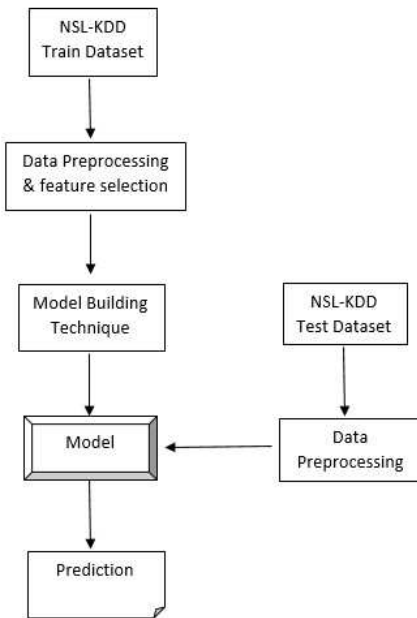 NSL-KDD
Train Dataset
Data Preprocessing
& feature selection
Model Building
Technique
NSL-KDD
Test Dataset
Model
Data
Preprocessing
Prediction